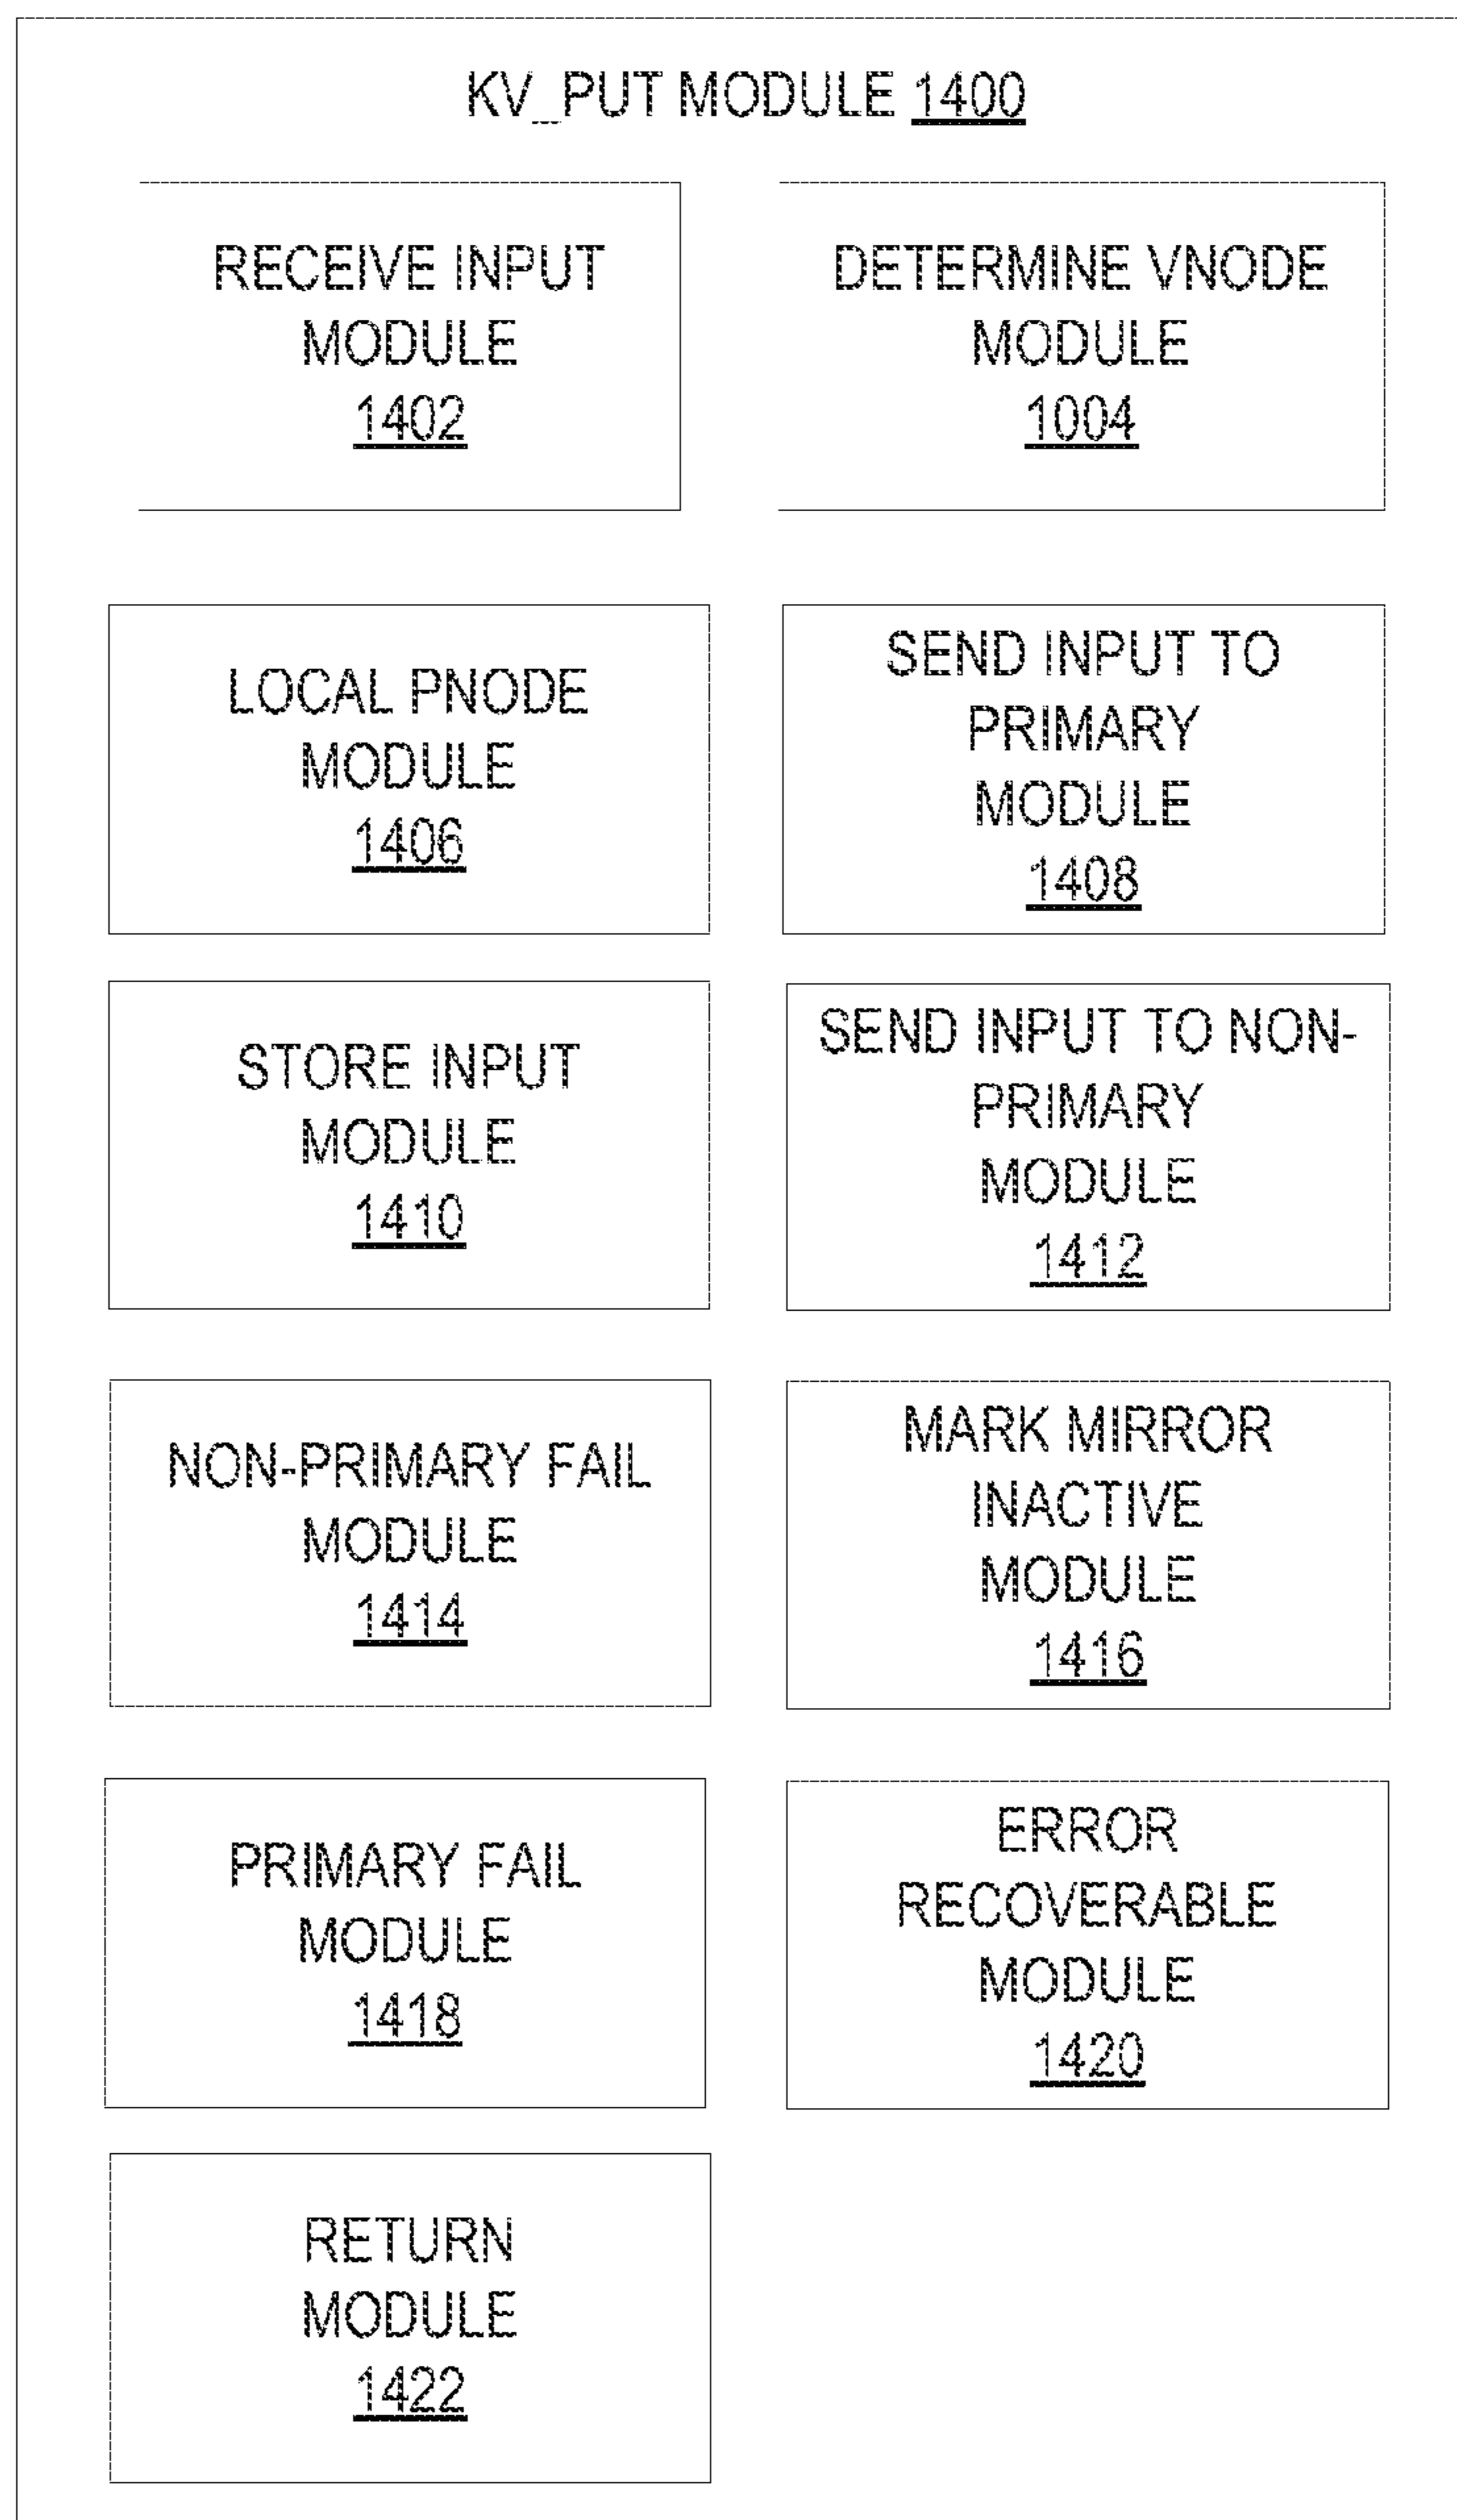 KV_PUT MODULE 1400
RECEIVE INPUT
MODULE
1402
DETERMINE VNODE
MODULE
1004
LOCAL PNODE
MODULE
1406
SEND INPUT TO
PRIMARY
MODULE
1408
STORE INPUT
MODULE
1410
SEND INPUT TO NON-
PRIMARY
MODULE
1412
NON-PRIMARY FAIL
MODULE
1414
MARK MIRROR
INACTIVE
MODULE
1416
PRIMARY FAIL
MODULE
1418
ERROR
RECOVERABLE
MODULE
1420
RETURN
MODULE
1422